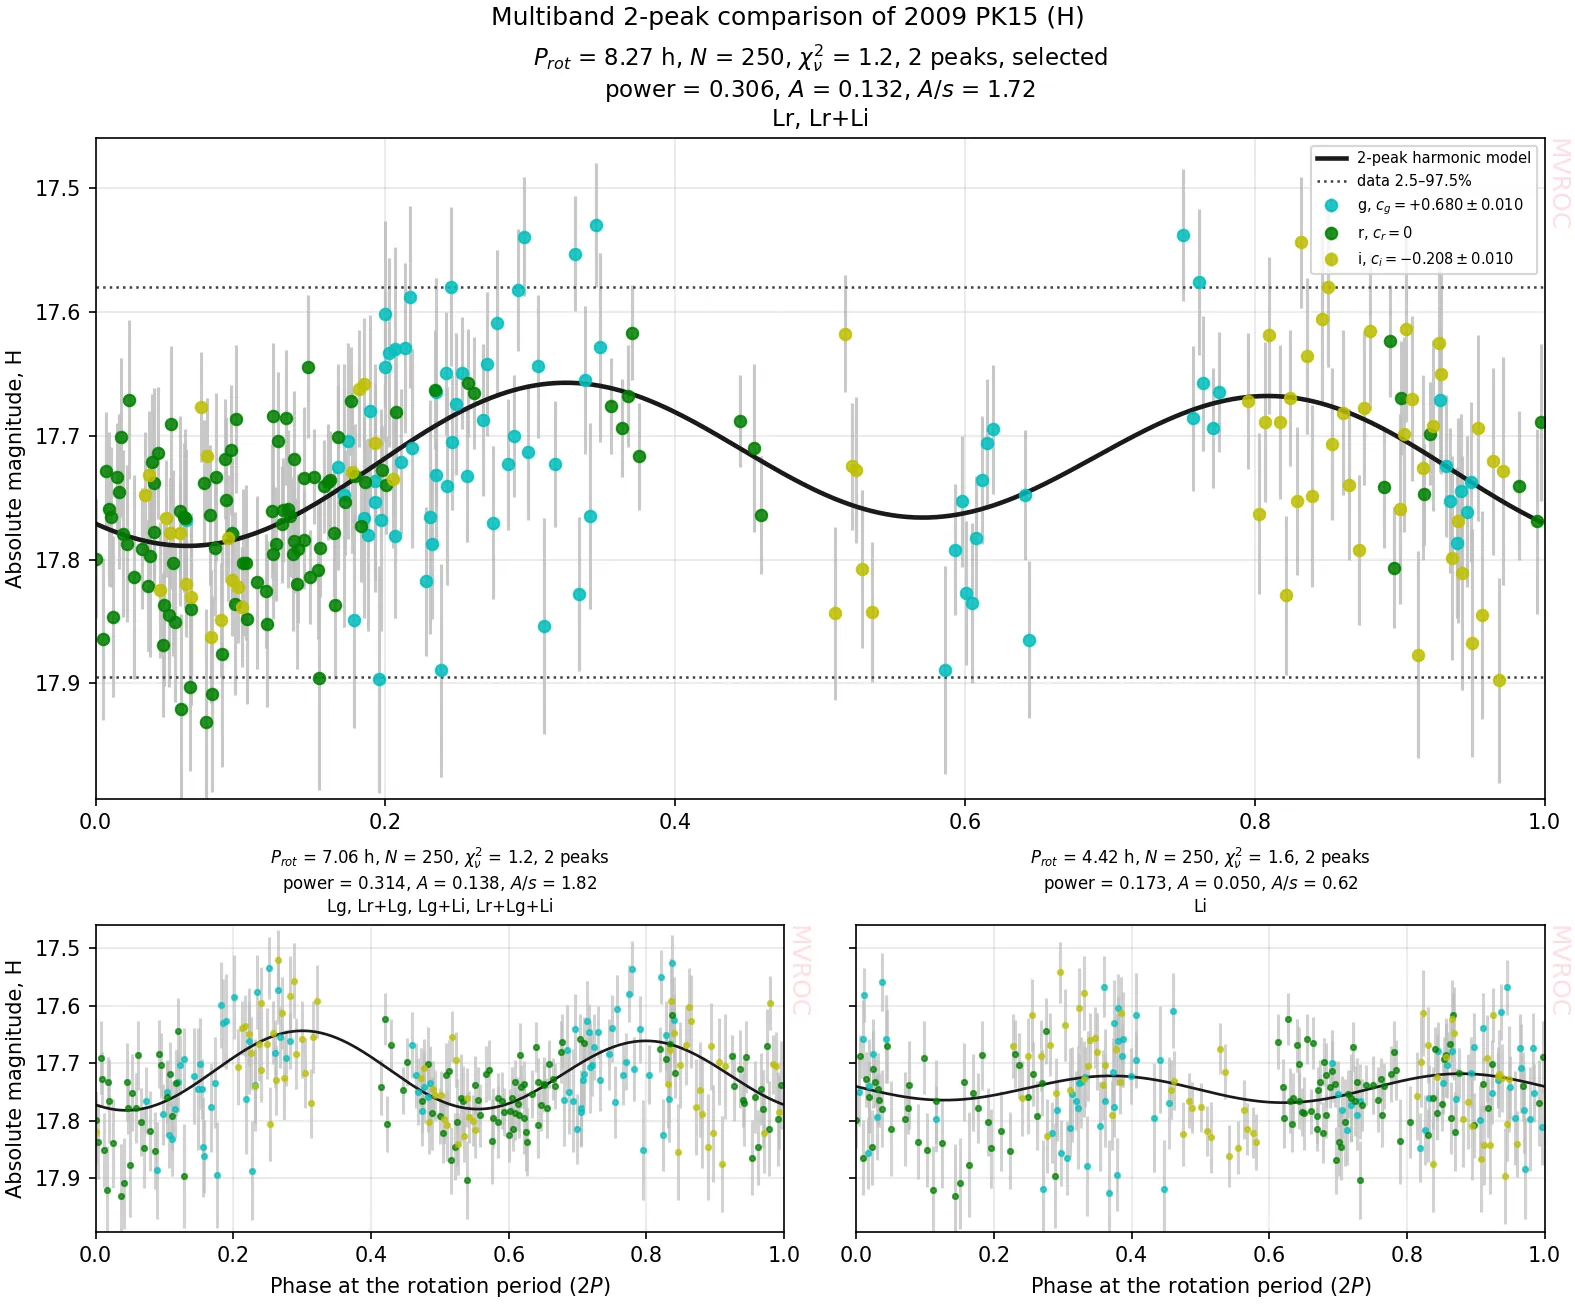 Multiband 2-peak comparison of 2009 PK15 (H)
P_rot = 8.27 h, N = 250, χ²_ν = 1.2, 2 peaks, selected
power = 0.306, A = 0.132, A/s = 1.72
Lr, Lr+Li
Absolute magnitude, H
17.5
17.6
17.7
17.8
17.9
2-peak harmonic model
data 2.5–97.5%
g, c_g = +0.680 ± 0.010
r, c_r = 0
i, c_i = −0.208 ± 0.010
MVROC
0.0 0.2 0.4 0.6 0.8 1.0
P_rot = 7.06 h, N = 250, χ²_ν = 1.2, 2 peaks
power = 0.314, A = 0.138, A/s = 1.82
Lg, Lr+Lg, Lg+Li, Lr+Lg+Li
Absolute magnitude, H
17.5
17.6
17.7
17.8
17.9
MVROC
0.0 0.2 0.4 0.6 0.8 1.0
Phase at the rotation period (2P)
P_rot = 4.42 h, N = 250, χ²_ν = 1.6, 2 peaks
power = 0.173, A = 0.050, A/s = 0.62
Li
MVROC
0.0 0.2 0.4 0.6 0.8 1.0
Phase at the rotation period (2P)